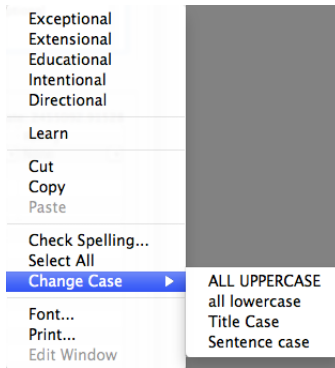 Exceptional
Extensional
Educational
Intentional
Directional
Learn
Cut
Copy
Paste
Check Spelling...
Select All
Change Case
ALL UPPERCASE
all lowercase
Title Case
Sentence case
Font...
Print...
Edit Window